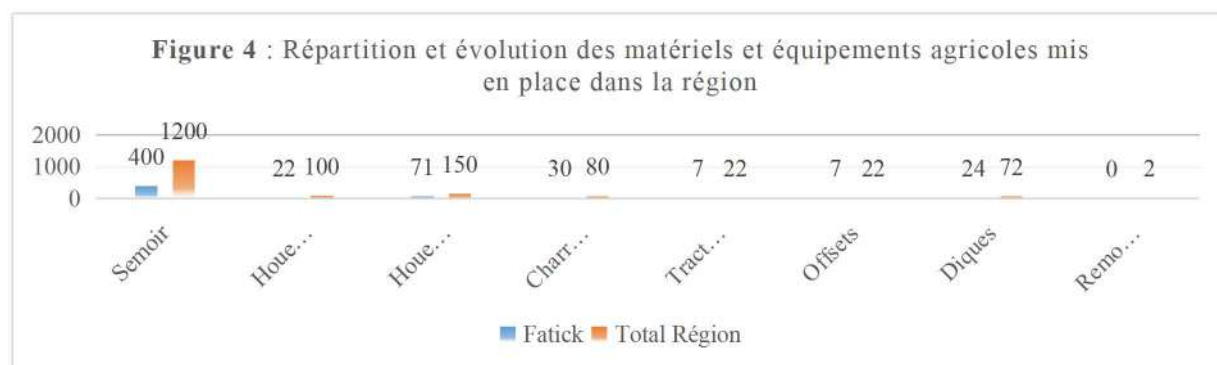 Figure 4 : Répartition et évolution des matériels et équipements agricoles mis
en place dans la région
2000
1000
0
400 1200 22 100 71 150 30 80 7 22 7 22 24 72 0 2
Semoir Houe… Houe… Charr… Tract… Offsets Diques Remo…
Fatick Total Région